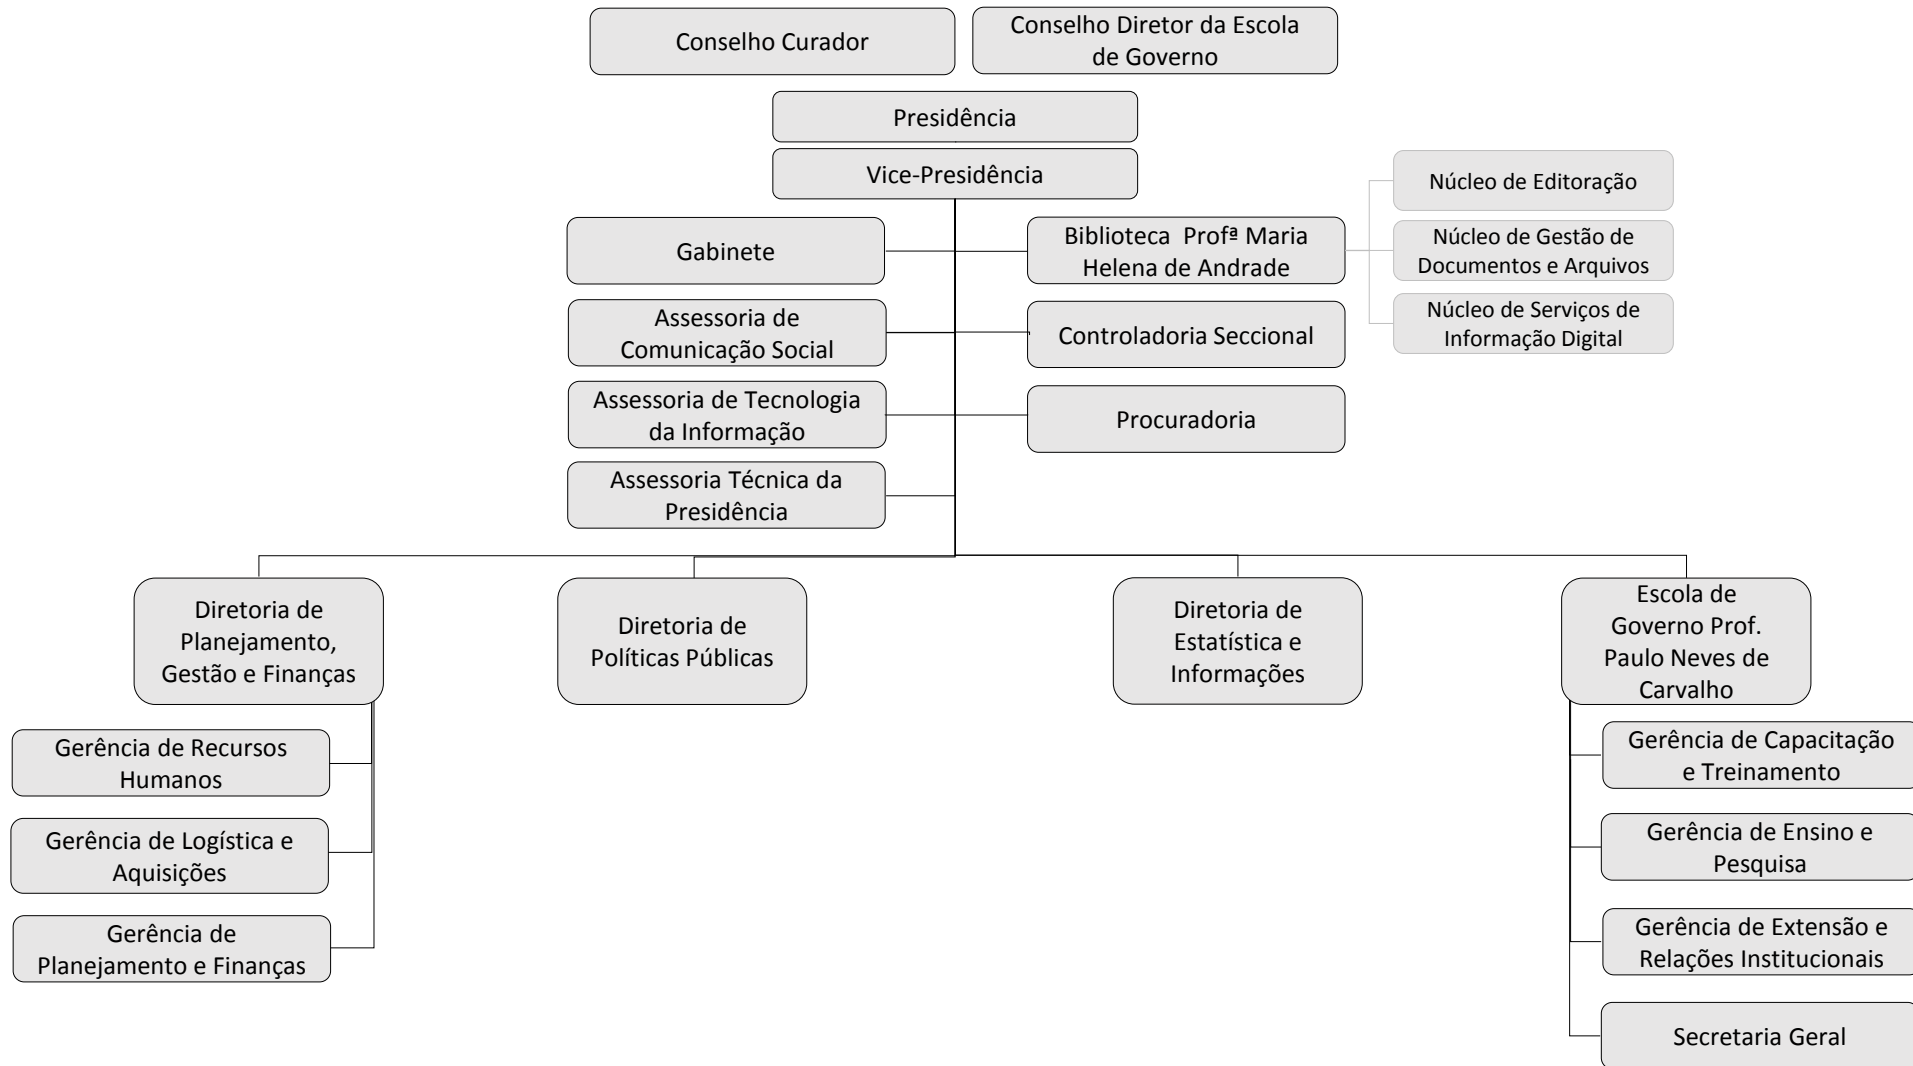 Conselho Curador
Conselho Diretor da Escola
de Governo
Presidência
Vice-Presidência
Gabinete
Biblioteca  Profª Maria
Helena de Andrade
Núcleo de Editoração
Núcleo de Gestão de
Documentos e Arquivos
Núcleo de Serviços de
Informação Digital
Assessoria de
Comunicação Social
Controladoria Seccional
Assessoria de Tecnologia
da Informação
Procuradoria
Assessoria Técnica da
Presidência
Diretoria de
Planejamento,
Gestão e Finanças
Diretoria de
Políticas Públicas
Diretoria de
Estatística e
Informações
Escola de
Governo Prof.
Paulo Neves de
Carvalho
Gerência de Recursos
Humanos
Gerência de Logística e
Aquisições
Gerência de
Planejamento e Finanças
Gerência de Capacitação
e Treinamento
Gerência de Ensino e
Pesquisa
Gerência de Extensão e
Relações Institucionais
Secretaria Geral